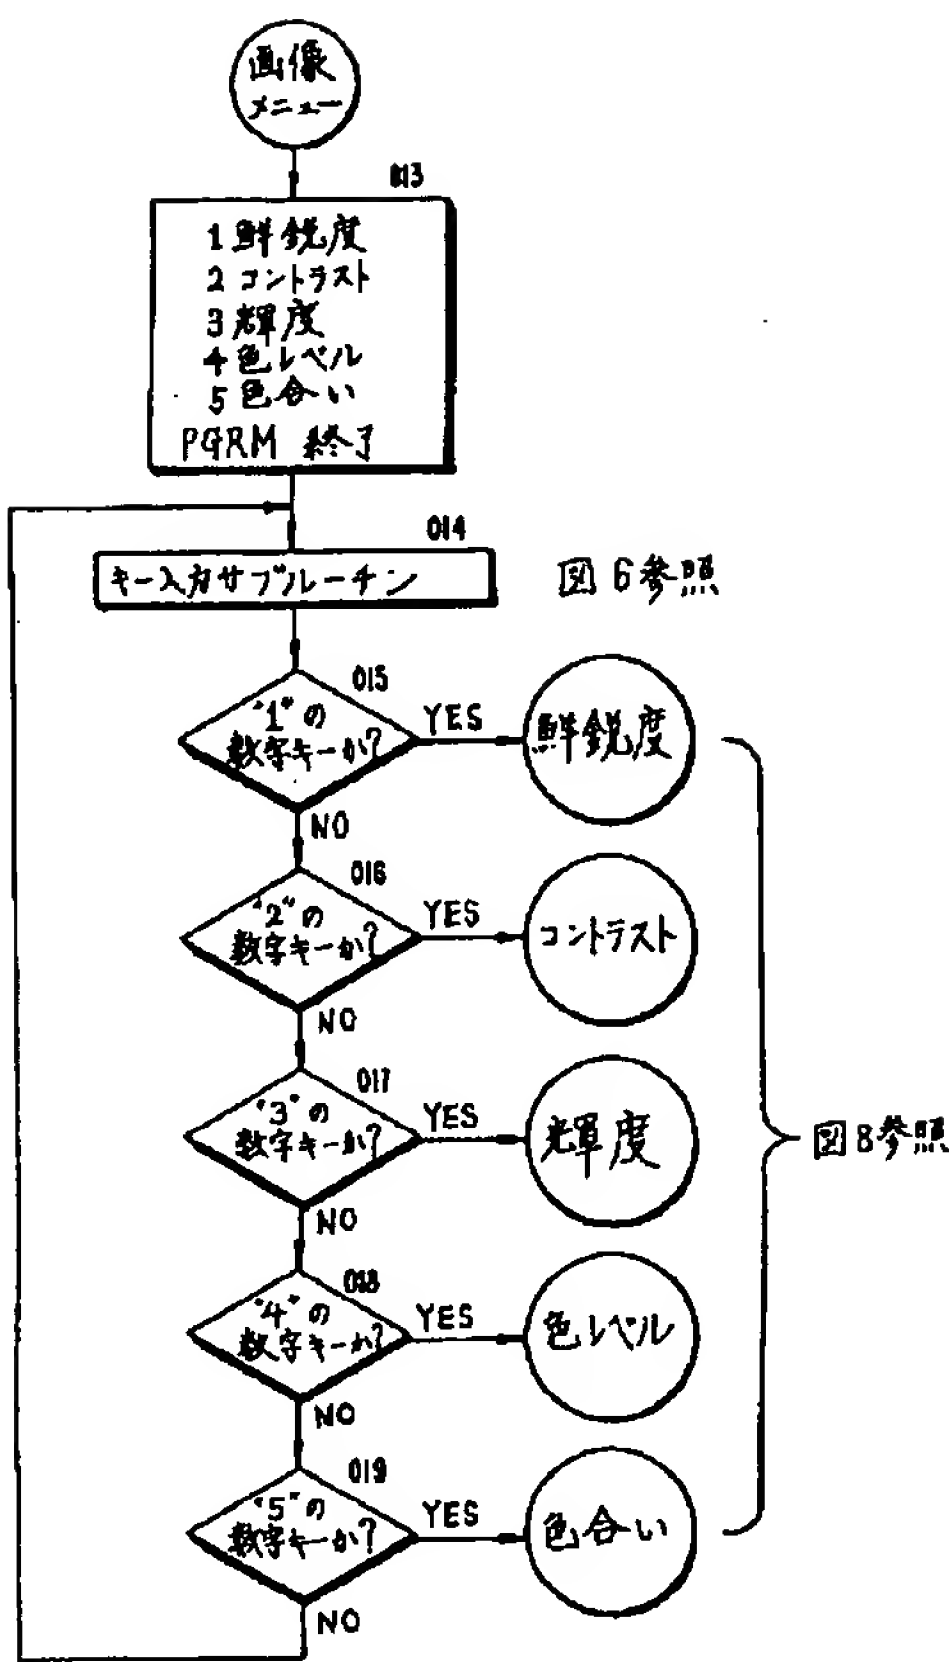 画像
メニュー
013
1 鮮鋭度
2 コントラスト
3 輝度
4 色レベル
5 色合い
PGRM 終了
014
キー入力サブルーチン
図6参照
015
"1"の
数字キーか?
YES
鮮鋭度
NO
016
"2"の
数字キーか?
YES
コントラスト
NO
017
"3"の
数字キーか?
YES
輝度
図8参照
NO
018
"4"の
数字キーか?
YES
色レベル
NO
019
"5"の
数字キーか?
YES
色合い
NO